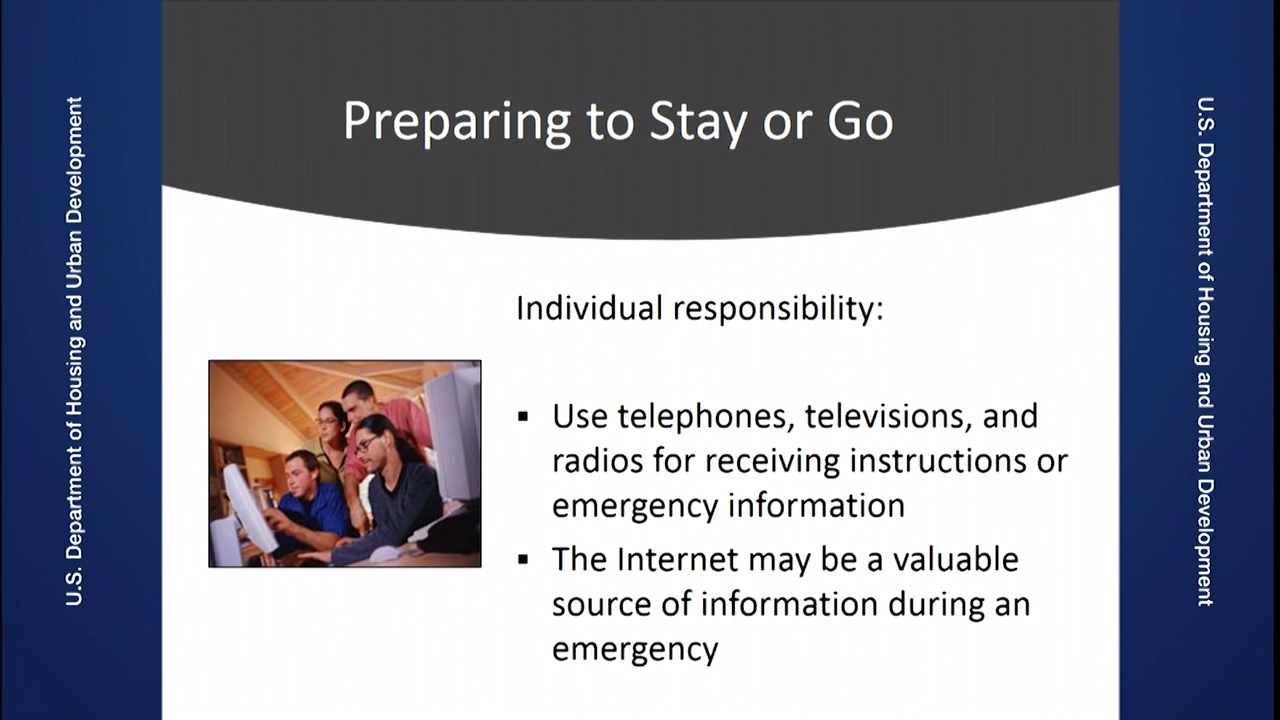 Preparing to Stay or Go
U.S. Department of Housing and Urban Development
Individual responsibility:
▪ Use telephones, televisions, and
radios for receiving instructions or
emergency information
▪ The Internet may be a valuable
source of information during an
emergency
U.S. Department of Housing and Urban Development